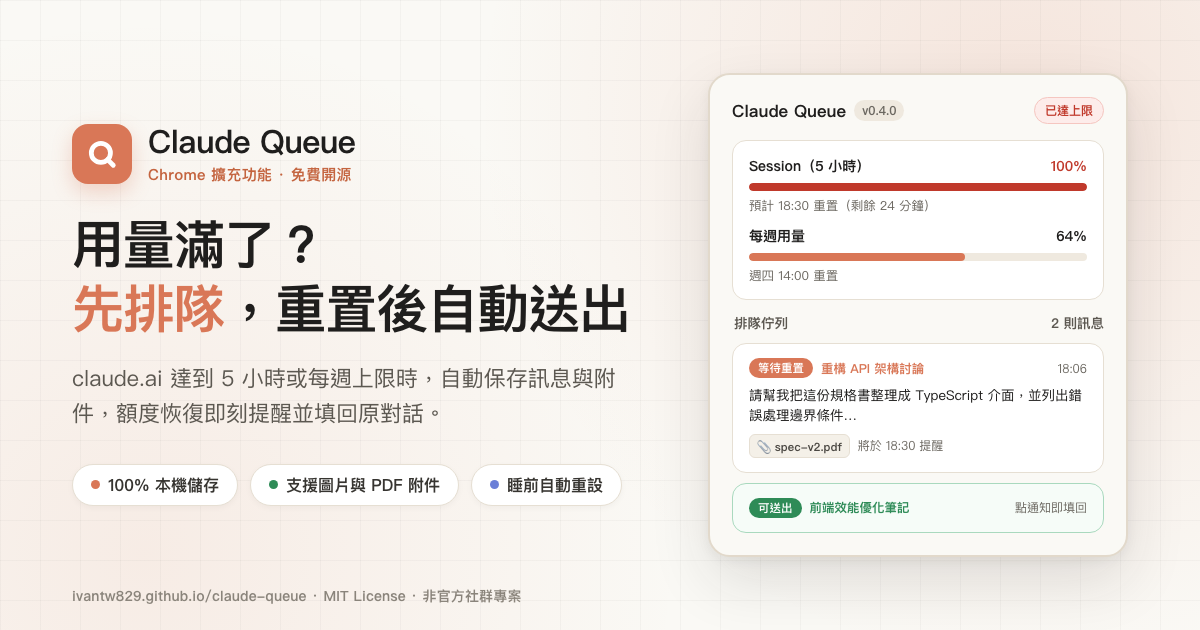 Claude Queue
Chrome 擴充功能 · 免費開源
用量滿了？
先排隊，重置後自動送出
claude.ai 達到 5 小時或每週上限時，自動保存訊息與附
件，額度恢復即刻提醒並填回原對話。
100% 本機儲存
支援圖片與 PDF 附件
睡前自動重設
ivantw829.github.io/claude-queue · MIT License · 非官方社群專案
Claude Queue v0.4.0 已達上限
Session（5 小時） 100%
預計 18:30 重置（剩餘 24 分鐘）
每週用量 64%
週四 14:00 重置
排隊佇列 2 則訊息
等待重置 重構 API 架構討論 18:06
請幫我把這份規格書整理成 TypeScript 介面，並列出錯
誤處理邊界條件…
spec-v2.pdf 將於 18:30 提醒
可送出 前端效能優化筆記 點通知即填回